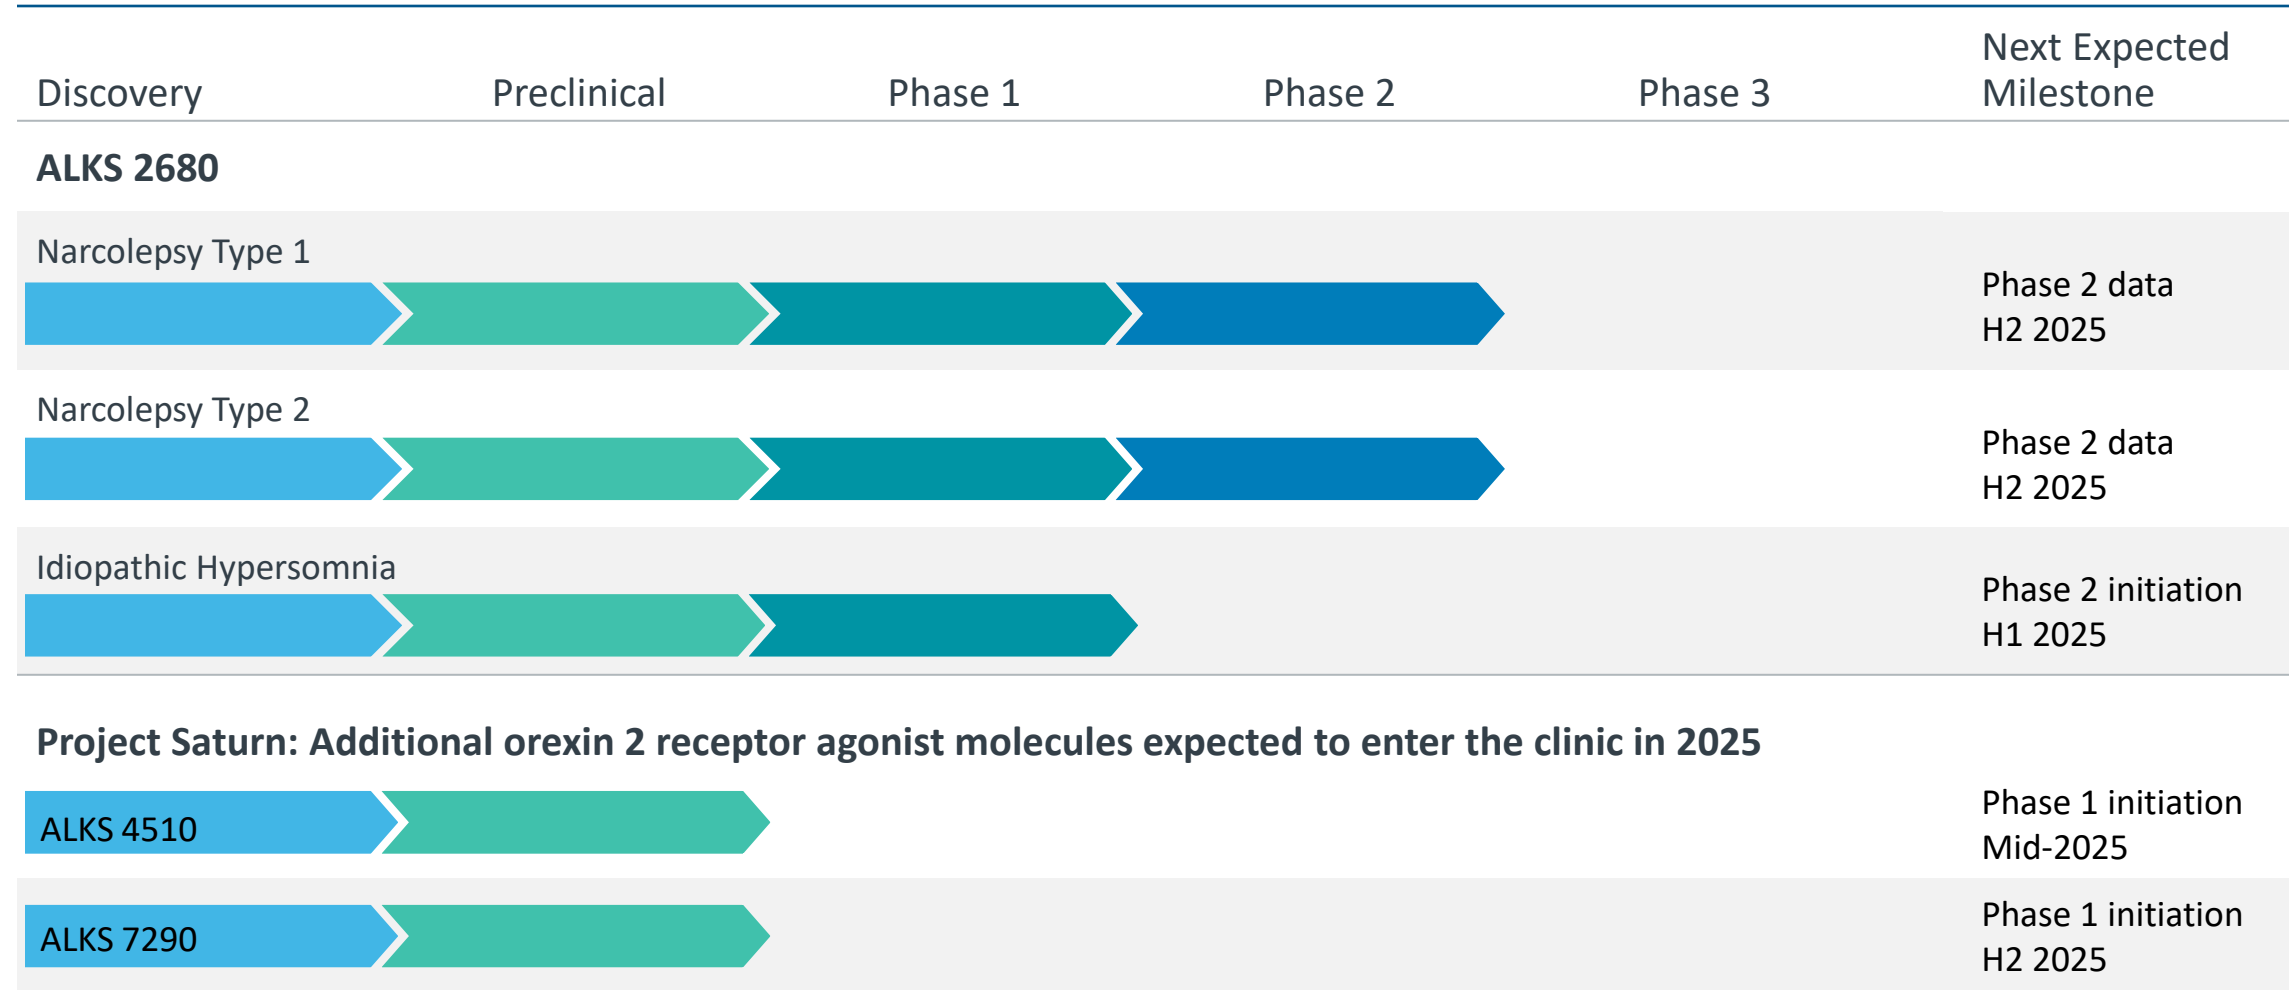 Discovery Preclinical Phase 1 Phase 2 Phase 3 Next Expected
Milestone
ALKS 2680
Narcolepsy Type 1
Phase 2 data
H2 2025
Narcolepsy Type 2
Phase 2 data
H2 2025
Idiopathic Hypersomnia
Phase 2 initiation
H1 2025
Project Saturn: Additional orexin 2 receptor agonist molecules expected to enter the clinic in 2025
ALKS 4510
Phase 1 initiation
Mid-2025
ALKS 7290
Phase 1 initiation
H2 2025